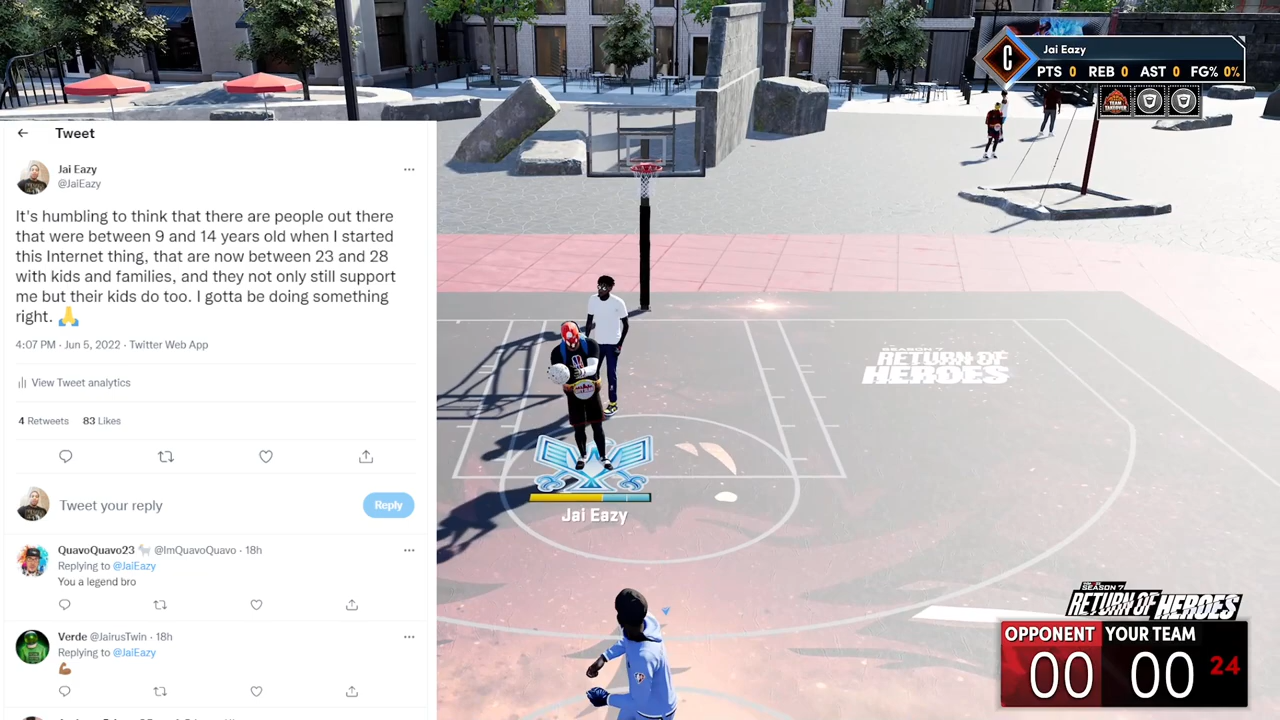 Tweet
Jai Eazy
@JaiEazy
It's humbling to think that there are people out there
that were between 9 and 14 years old when I started
this Internet thing, that are now between 23 and 28
with kids and families, and they not only still support
me but their kids do too. I gotta be doing something
right. 🙏
4:07 PM · Jun 5, 2022 · Twitter Web App
View Tweet analytics
4 Retweets 83 Likes
Tweet your reply
Reply
QuavoQuavo23 🐐 @ImQuavoQuavo · 18h
Replying to @JaiEazy
You a legend bro
Verde @JairusTwin · 18h
Replying to @JaiEazy
💪🏾
C
Jai Eazy
PTS 0 REB 0 AST 0 FG% 0%
SEASON 7
RETURN OF
HEROES
Jai Eazy
SEASON 7
RETURN OF HEROES
OPPONENT YOUR TEAM
00 00 24